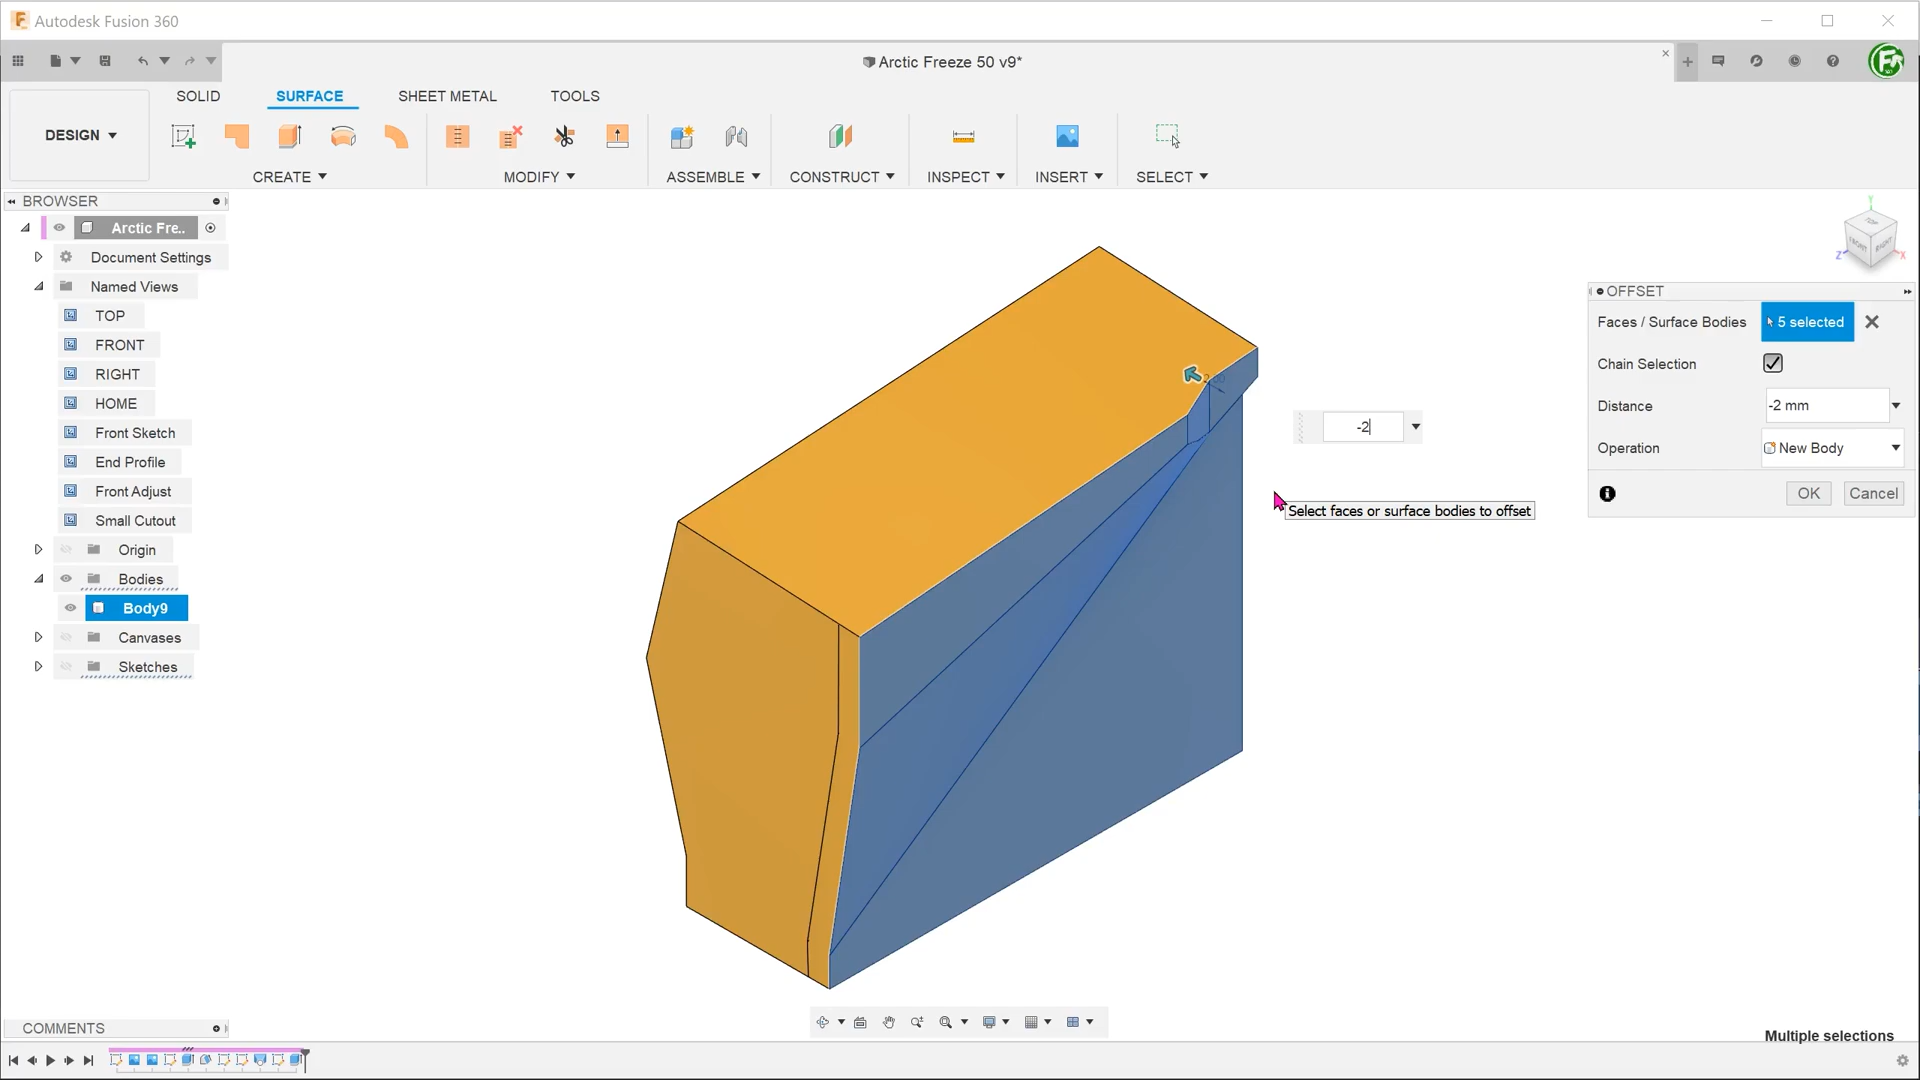 Autodesk Fusion 360
Arctic Freeze 50 v9*
SOLID
SURFACE
SHEET METAL
TOOLS
DESIGN
CREATE
MODIFY
ASSEMBLE
CONSTRUCT
INSPECT
INSERT
SELECT
BROWSER
Arctic Fre..
Document Settings
Named Views
TOP
FRONT
RIGHT
HOME
Front Sketch
End Profile
Front Adjust
Small Cutout
Origin
Bodies
Body9
Canvases
Sketches
Y
TOP
FRONT
RIGHT
Z
X
OFFSET
Faces / Surface Bodies
5 selected
Chain Selection
Distance
-2 mm
Operation
New Body
OK
Cancel
-2
Select faces or surface bodies to offset
COMMENTS
Multiple selections